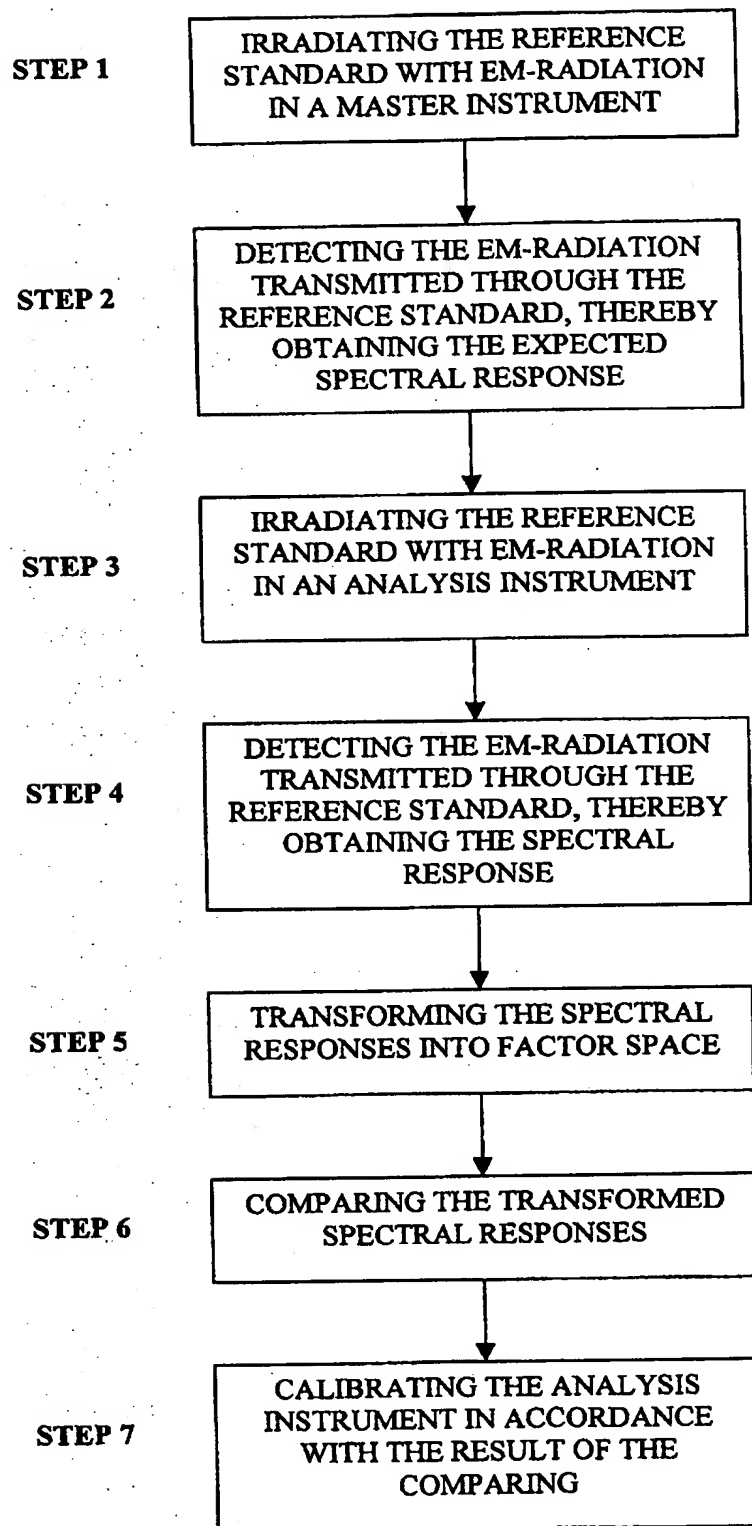 STEP 1
IRRADIATING THE REFERENCE
STANDARD WITH EM-RADIATION
IN A MASTER INSTRUMENT
STEP 2
DETECTING THE EM-RADIATION
TRANSMITTED THROUGH THE
REFERENCE STANDARD, THEREBY
OBTAINING THE EXPECTED
SPECTRAL RESPONSE
STEP 3
IRRADIATING THE REFERENCE
STANDARD WITH EM-RADIATION
IN AN ANALYSIS INSTRUMENT
STEP 4
DETECTING THE EM-RADIATION
TRANSMITTED THROUGH THE
REFERENCE STANDARD, THEREBY
OBTAINING THE SPECTRAL
RESPONSE
STEP 5
TRANSFORMING THE SPECTRAL
RESPONSES INTO FACTOR SPACE
STEP 6
COMPARING THE TRANSFORMED
SPECTRAL RESPONSES
STEP 7
CALIBRATING THE ANALYSIS
INSTRUMENT IN ACCORDANCE
WITH THE RESULT OF THE
COMPARING